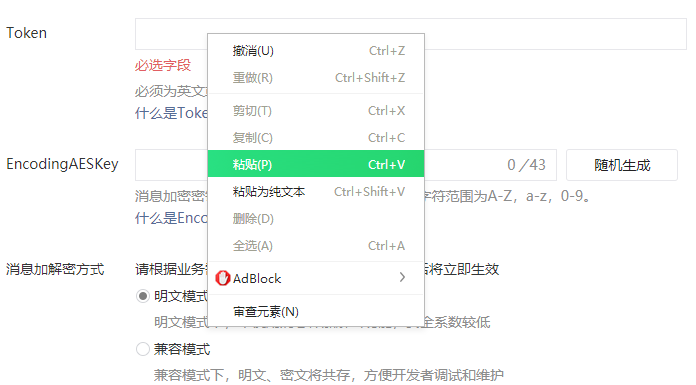 Token
撤消(U) Ctrl+Z
必选字段
重做(R) Ctrl+Shift+Z
必须为英文
什么是Toke
剪切(T) Ctrl+X
复制(C) Ctrl+C
EncodingAESKey
粘贴(P) Ctrl+V
0/43
随机生成
粘贴为纯文本 Ctrl+Shift+V
消息加密密
字符范围为A-Z，a-z，0-9。
什么是Enco
删除(D)
全选(A) Ctrl+A
消息加解密方式
请根据业务
后将立即生效
AdBlock
明文模式
审查元素(N)
明文模式下，
全系数较低
兼容模式
兼容模式下，明文、密文将共存，方便开发者调试和维护